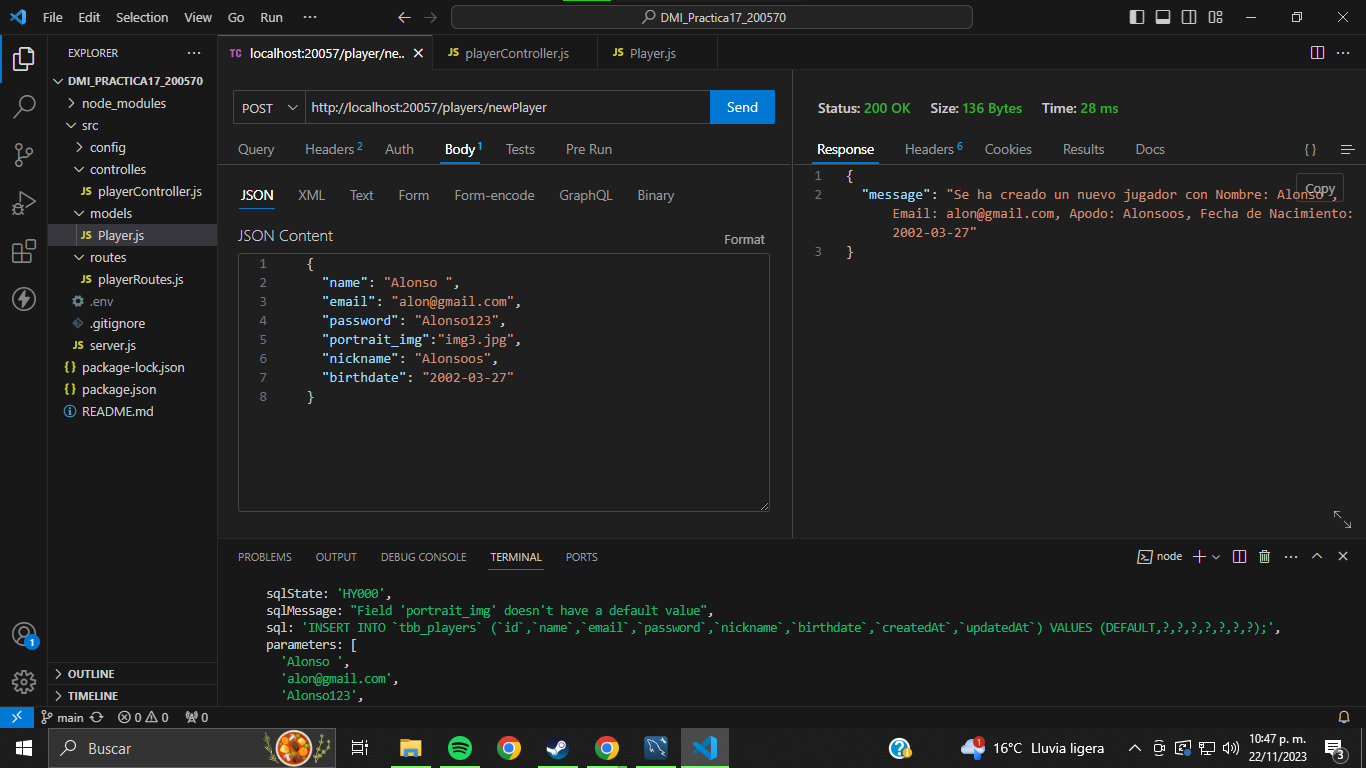 File Edit Selection View Go Run ··· DMI_Practica17_200570
EXPLORER ···
DMI_PRACTICA17_200570
node_modules
src
config
controlles
JS playerController.js
models
JS Player.js
routes
JS playerRoutes.js
.env
.gitignore
JS server.js
{} package-lock.json
{} package.json
README.md
OUTLINE
TIMELINE
TC localhost:20057/player/ne.. JS playerController.js JS Player.js
POST http://localhost:20057/players/newPlayer Send
Query Headers 2 Auth Body 1 Tests Pre Run
JSON XML Text Form Form-encode GraphQL Binary
JSON Content Format
1 {
2 "name": "Alonso ",
3 "email": "alon@gmail.com",
4 "password": "Alonso123",
5 "portrait_img":"img3.jpg",
6 "nickname": "Alonsoos",
7 "birthdate": "2002-03-27"
8 }
Status: 200 OK Size: 136 Bytes Time: 28 ms
Response Headers 6 Cookies Results Docs { }
Copy
1 {
2 "message": "Se ha creado un nuevo jugador con Nombre: Alonso ,
Email: alon@gmail.com, Apodo: Alonsoos, Fecha de Nacimiento:
2002-03-27"
3 }
PROBLEMS OUTPUT DEBUG CONSOLE TERMINAL PORTS node
sqlState: 'HY000',
sqlMessage: "Field 'portrait_img' doesn't have a default value",
sql: 'INSERT INTO `tbb_players` (`id`,`name`,`email`,`password`,`nickname`,`birthdate`,`createdAt`,`updatedAt`) VALUES (DEFAULT,?,?,?,?,?,?,?);',
parameters: [
'Alonso ',
'alon@gmail.com',
'Alonso123',
1
main 0 0 0
Buscar 1 16°C Lluvia ligera 10:47 p. m.
22/11/2023 3